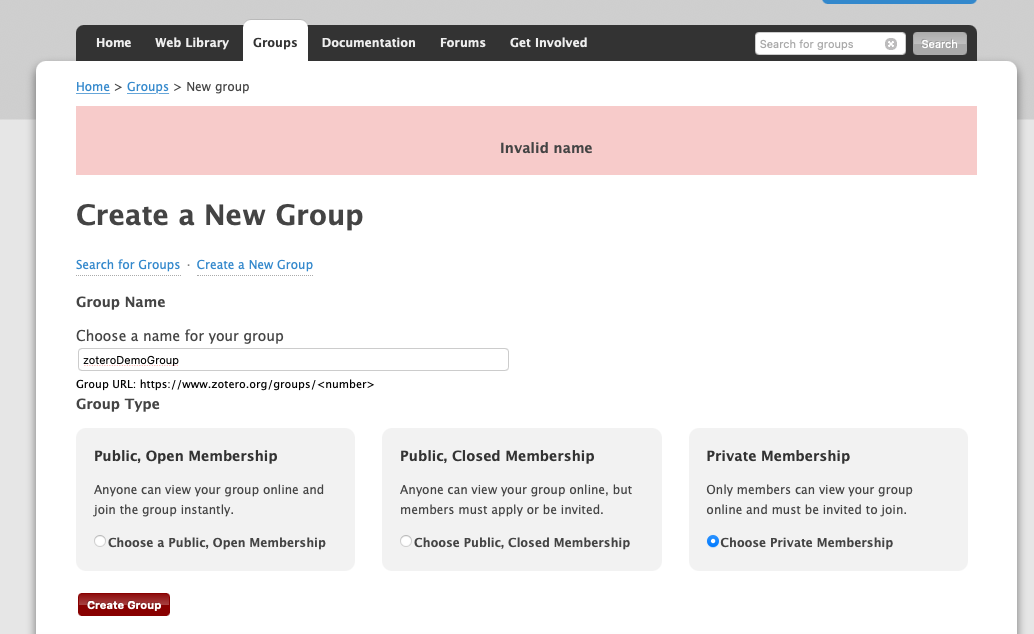 Home Web Library Groups Documentation Forums Get Involved Search for groups Search
Home > Groups > New group
Invalid name
Create a New Group
Search for Groups · Create a New Group
Group Name
Choose a name for your group
zoteroDemoGroup
Group URL: https://www.zotero.org/groups/<number>
Group Type
Public, Open Membership
Anyone can view your group online and
join the group instantly.
Choose a Public, Open Membership
Public, Closed Membership
Anyone can view your group online, but
members must apply or be invited.
Choose Public, Closed Membership
Private Membership
Only members can view your group
online and must be invited to join.
Choose Private Membership
Create Group